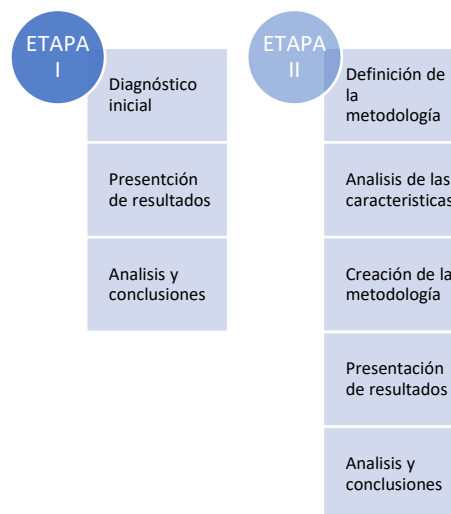 ETAPA
I
Diagnóstico
inicial
Presentción
de resultados
Analisis y
conclusiones
ETAPA
II
Definición de
la
metodología
Analisis de las
caracteristicas
Creación de la
metodología
Presentación
de resultados
Analisis y
conclusiones